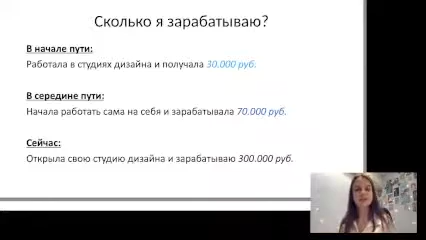 Сколько я зарабатываю?
В начале пути:
Работала в студиях дизайна и получала 30.000 руб.
В середине пути:
Начала работать сама на себя и зарабатывала 70.000 руб.
Сейчас:
Открыла свою студию дизайна и зарабатываю 300.000 руб.